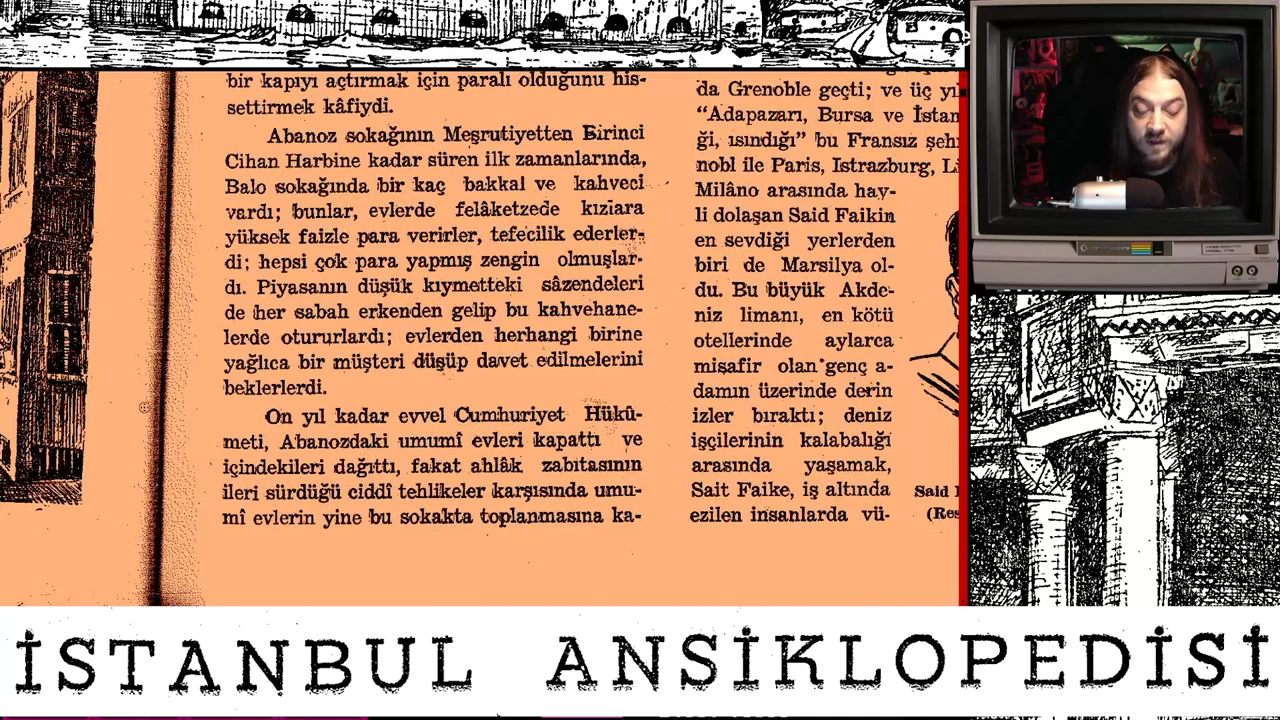 bir kapıyı açtırmak için paralı olduğunu his-
settirmek kâfiydi.
Abanoz sokağının Meşrutiyetten Birinci
Cihan Harbine kadar süren ilk zamanlarında,
Balo sokağında bir kaç bakkal ve kahveci
vardı; bunlar, evlerde felâketzede kızlara
yüksek faizle para verirler, tefecilik ederler-
di; hepsi çok para yapmış zengin olmuşlar-
dı. Piyasanın düşük kıymetteki sâzendeleri
de her sabah erkenden gelip bu kahvehane-
lerde otururlardı; evlerden herhangi birine
yağlıca bir müşteri düşüp davet edilmelerini
beklerlerdi.
On yıl kadar evvel Cumhuriyet Hükû-
meti, Abanozdaki umumî evleri kapattı ve
içindekileri dağıttı, fakat ahlâk zabıtasının
ileri sürdüğü ciddî tehlikeler karşısında umu-
mî evlerin yine bu sokakta toplanmasına ka-
da Grenoble geçti; ve üç yıl
“Adapazarı, Bursa ve İstan
ği, ısındığı” bu Fransız şehr
nobl ile Paris, Istrazburg, Li
Milâno arasında hay-
li dolaşan Said Faikin
en sevdiği yerlerden
biri de Marsilya ol-
du. Bu büyük Akde-
niz limanı, en kötü
otellerinde aylarca
misafir olan genç a-
damın üzerinde derin
izler bıraktı; deniz
işçilerinin kalabalığı
arasında yaşamak,
Sait Faike, iş altında
ezilen insanlarda vü-
Said
(Res
İSTANBUL ANSİKLOPEDİSİ